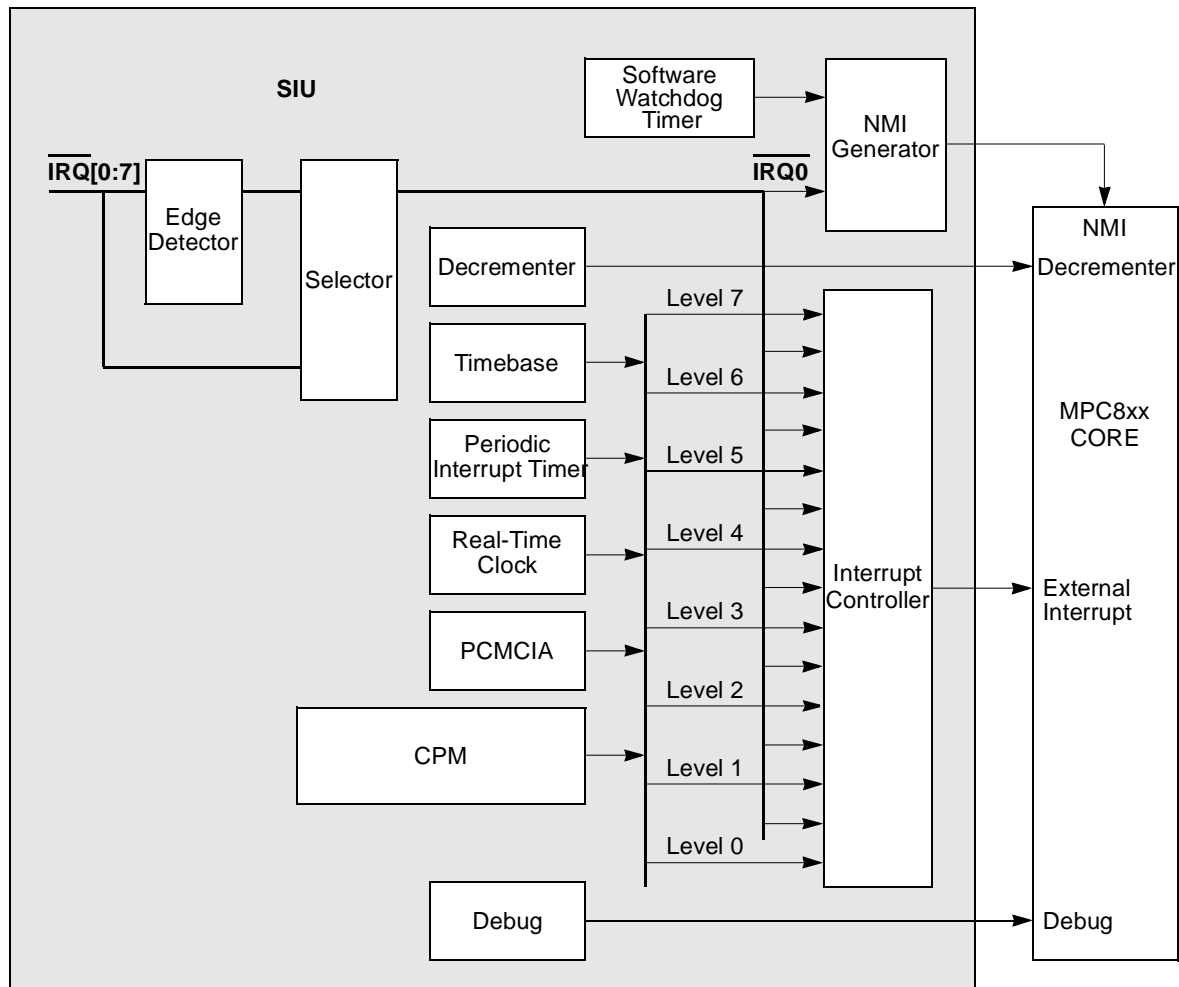 SIU
Software
Watchdog
Timer
NMI
Generator
IRQ[0:7]
IRQ0
Edge
Detector
Selector
NMI
Decrementer
Decrementer
Level 7
Timebase
Level 6
MPC8xx
CORE
Periodic
Interrupt Timer
Level 5
Real-Time
Clock
Level 4
Interrupt
Controller
External
Interrupt
Level 3
PCMCIA
Level 2
CPM
Level 1
Level 0
Debug
Debug